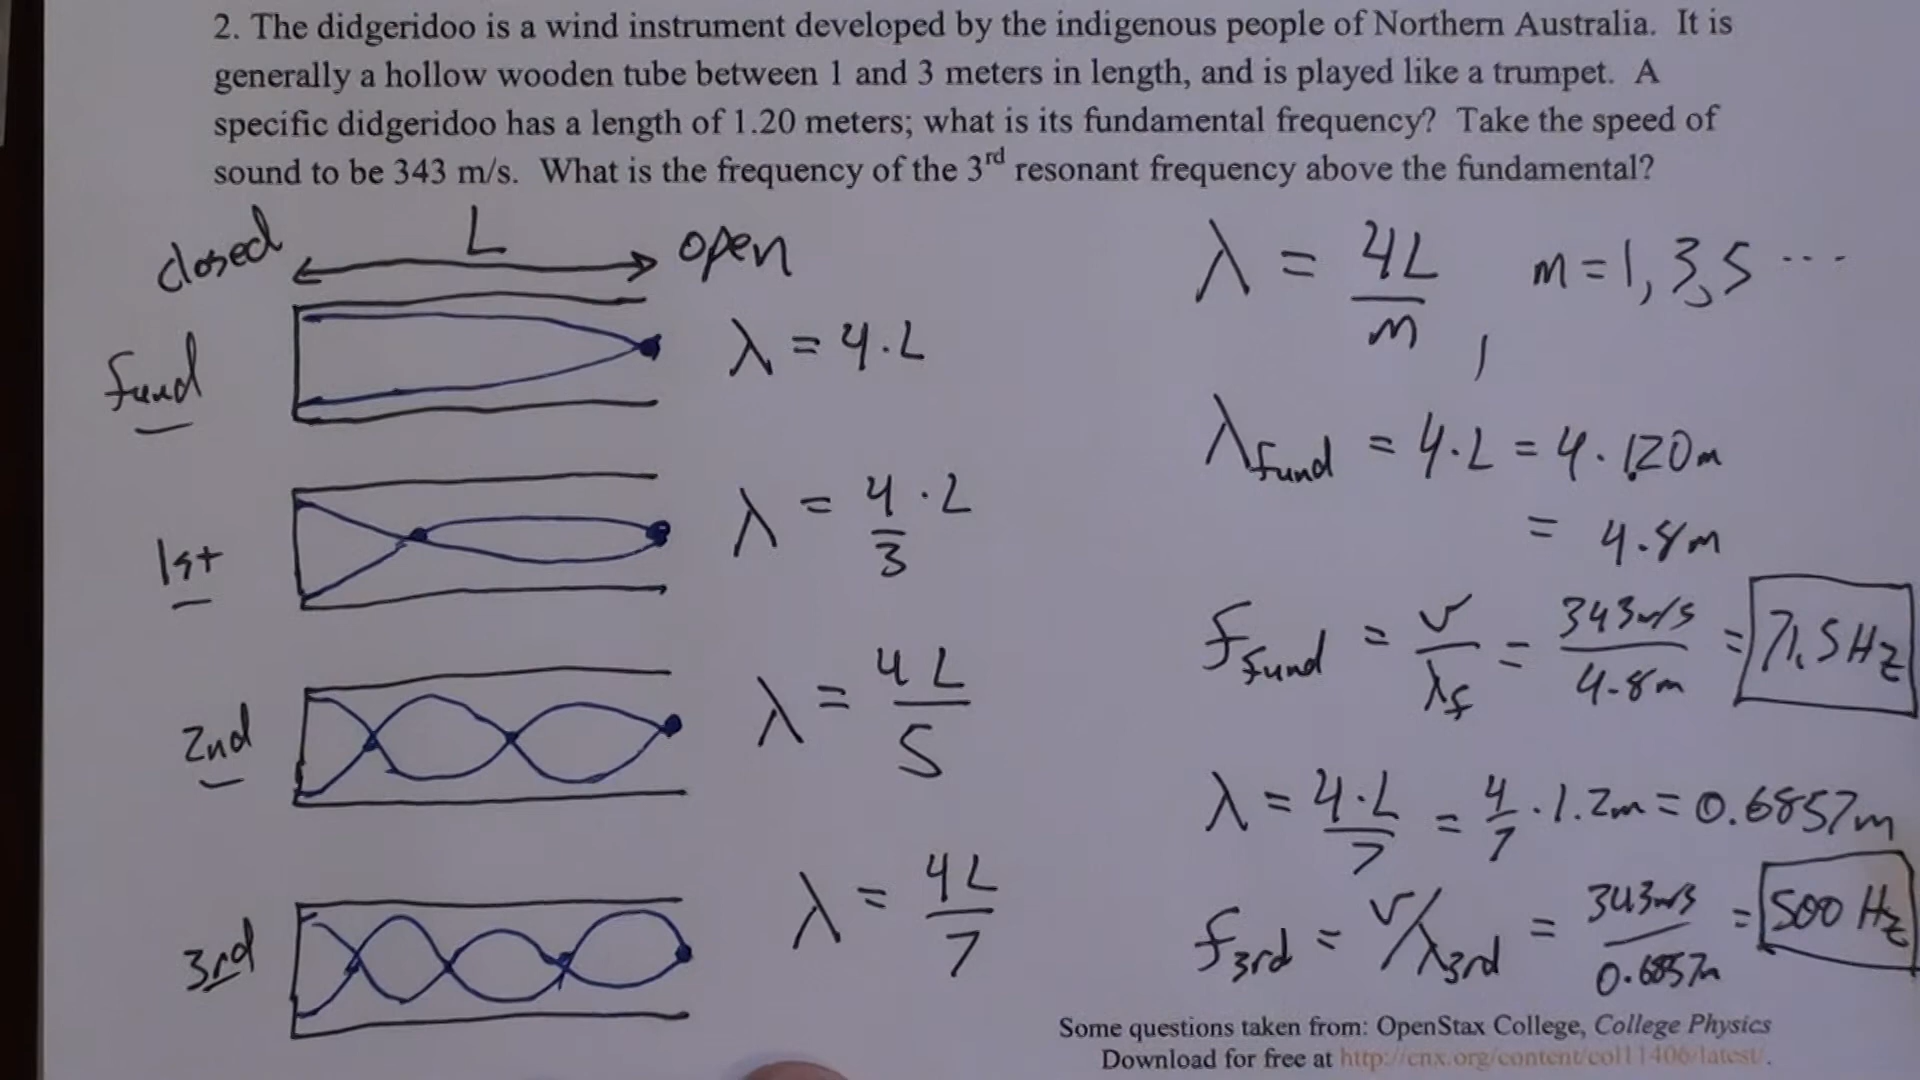 2. The didgeridoo is a wind instrument developed by the indigenous people of Northern Australia. It is
generally a hollow wooden tube between 1 and 3 meters in length, and is played like a trumpet. A
specific didgeridoo has a length of 1.20 meters; what is its fundamental frequency? Take the speed of
sound to be 343 m/s. What is the frequency of the 3rd resonant frequency above the fundamental?
closed L open
fund λ = 4·L
1st λ = 4/3 · L
2nd λ = 4L/5
3rd λ = 4L/7
λ = 4L/m , m = 1, 3, 5 ...
λfund = 4·L = 4·1.20m
= 4.8m
f fund = v/λf = 343m/s / 4.8m = 71.5Hz
λ = 4·L/7 = 4/7 · 1.2m = 0.6857m
f3rd = v/λ3rd = 343m/s / 0.6857m = 500 Hz
Some questions taken from: OpenStax College, College Physics
Download for free at http://cnx.org/content/col11406/latest/.